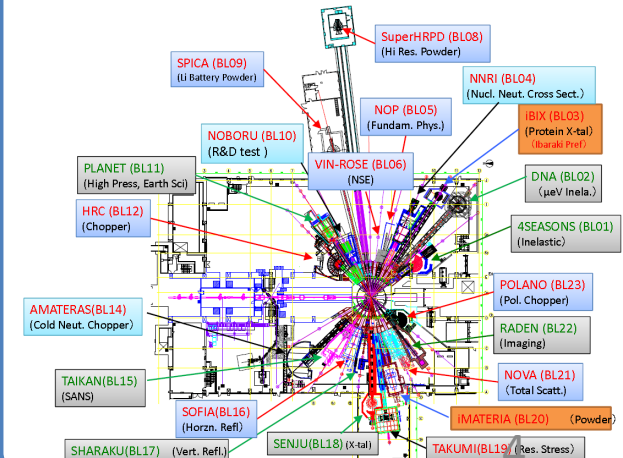 SuperHRPD (BL08)
(Hi Res. Powder)
SPICA (BL09)
(Li Battery Powder)
NNRI (BL04)
(Nucl. Neut. Cross Sect.)
NOP (BL05)
(Fundam. Phys.)
iBIX (BL03)
(Protein X-tal)
(Ibaraki Pref)
NOBORU (BL10)
(R&D test )
VIN-ROSE (BL06)
(NSE)
PLANET (BL11)
(High Press, Earth Sci)
DNA (BL02)
(μeV Inela.)
HRC (BL12)
(Chopper)
4SEASONS (BL01)
(Inelastic)
POLANO (BL23)
(Pol. Chopper)
AMATERAS(BL14)
(Cold Neut. Chopper)
RADEN (BL22)
(Imaging)
TAIKAN(BL15)
(SANS)
NOVA (BL21)
(Total Scatt.)
SOFIA(BL16)
(Horzn. Refl)
iMATERIA (BL20) (Powder)
SHARAKU(BL17) (Vert. Refl.)
SENJU(BL18) (X-tal)
TAKUMI(BL19) (Res. Stress)
4